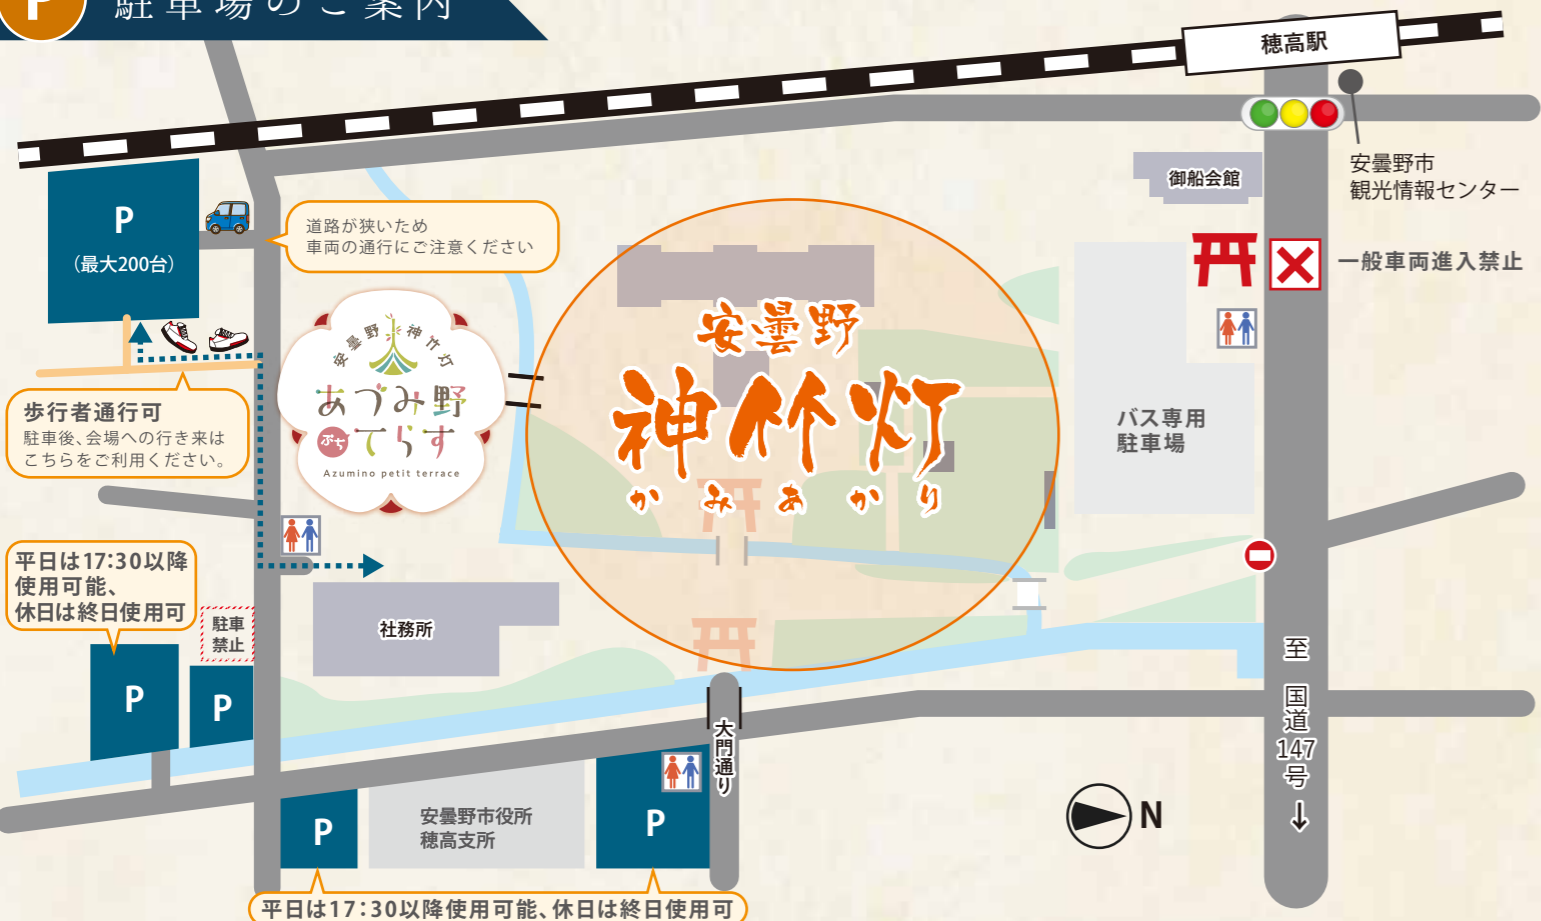 P 駐車場のご案内
穂高駅
安曇野市
観光情報センター
御船会館
一般車両進入禁止
P
（最大200台）
道路が狭いため
車両の通行にご注意ください
安曇野 神竹灯
あづみ野
ぷち てらす
Azumino petit terrace
安曇野
神竹灯
かみあかり
バス専用
駐車場
歩行者通行可
駐車後、会場への行き来は
こちらをご利用ください。
平日は17:30以降
使用可能、
休日は終日使用可
駐車
禁止
P
P
社務所
大門通り
至 国道147号 ↓
N
P
安曇野市役所
穂高支所
P
平日は17:30以降使用可能、休日は終日使用可